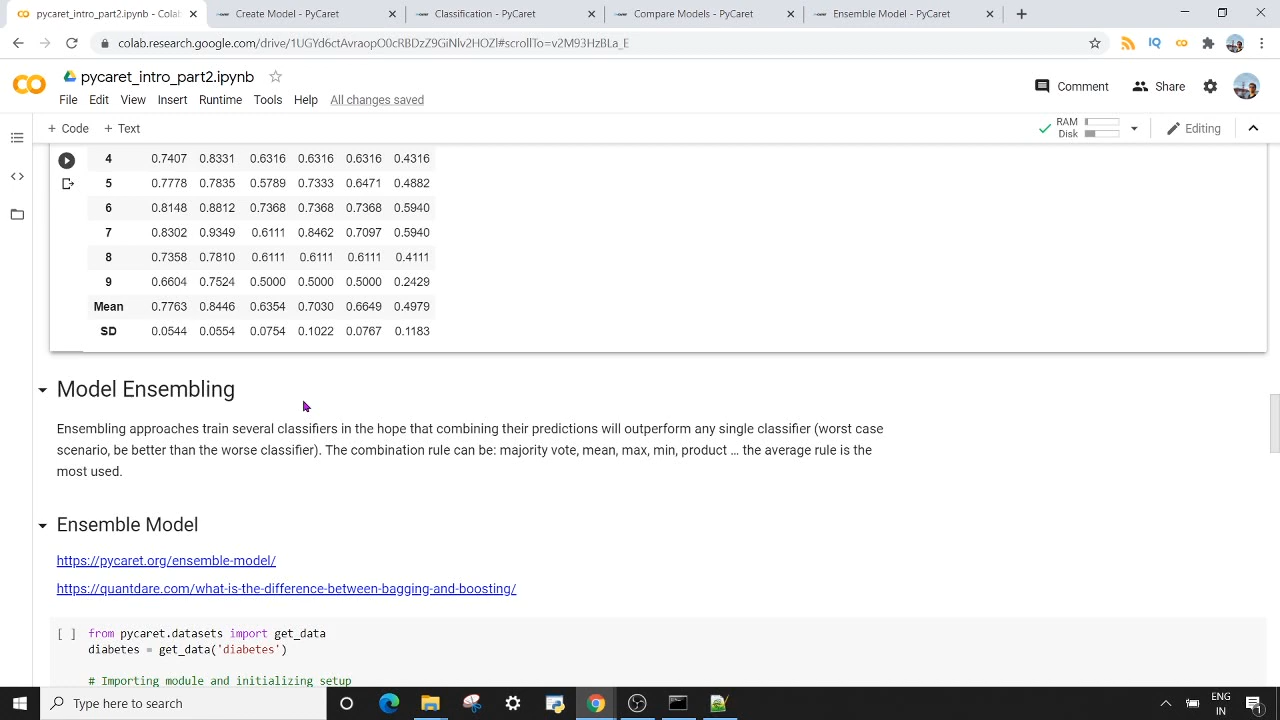 pycaret_intro_part2.ipynb - Colab
Create Model - PyCaret
Classification - PyCaret
Compare Models - PyCaret
Ensemble Model - PyCaret
colab.research.google.com/drive/1UGYd6ctAvraopO0cRBDzZ9GiNlv2HOZl#scrollTo=v2M93HzBLa_E
pycaret_intro_part2.ipynb
Comment
Share
File Edit View Insert Runtime Tools Help All changes saved
+ Code + Text
RAM
Disk
Editing
4 0.7407 0.8331 0.6316 0.6316 0.6316 0.4316
5 0.7778 0.7835 0.5789 0.7333 0.6471 0.4882
6 0.8148 0.8812 0.7368 0.7368 0.7368 0.5940
7 0.8302 0.9349 0.6111 0.8462 0.7097 0.5940
8 0.7358 0.7810 0.6111 0.6111 0.6111 0.4111
9 0.6604 0.7524 0.5000 0.5000 0.5000 0.2429
Mean 0.7763 0.8446 0.6354 0.7030 0.6649 0.4979
SD 0.0544 0.0554 0.0754 0.1022 0.0767 0.1183
Model Ensembling
Ensembling approaches train several classifiers in the hope that combining their predictions will outperform any single classifier (worst case
scenario, be better than the worse classifier). The combination rule can be: majority vote, mean, max, min, product … the average rule is the
most used.
Ensemble Model
https://pycaret.org/ensemble-model/
https://quantdare.com/what-is-the-difference-between-bagging-and-boosting/
[ ] from pycaret.datasets import get_data
diabetes = get_data('diabetes')
# Importing module and initializing setup
Type here to search
ENG
IN